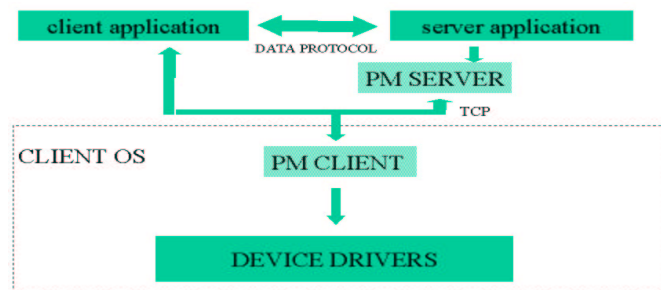 client application
server application
DATA PROTOCOL
PM SERVER
TCP
CLIENT OS
PM CLIENT
DEVICE DRIVERS